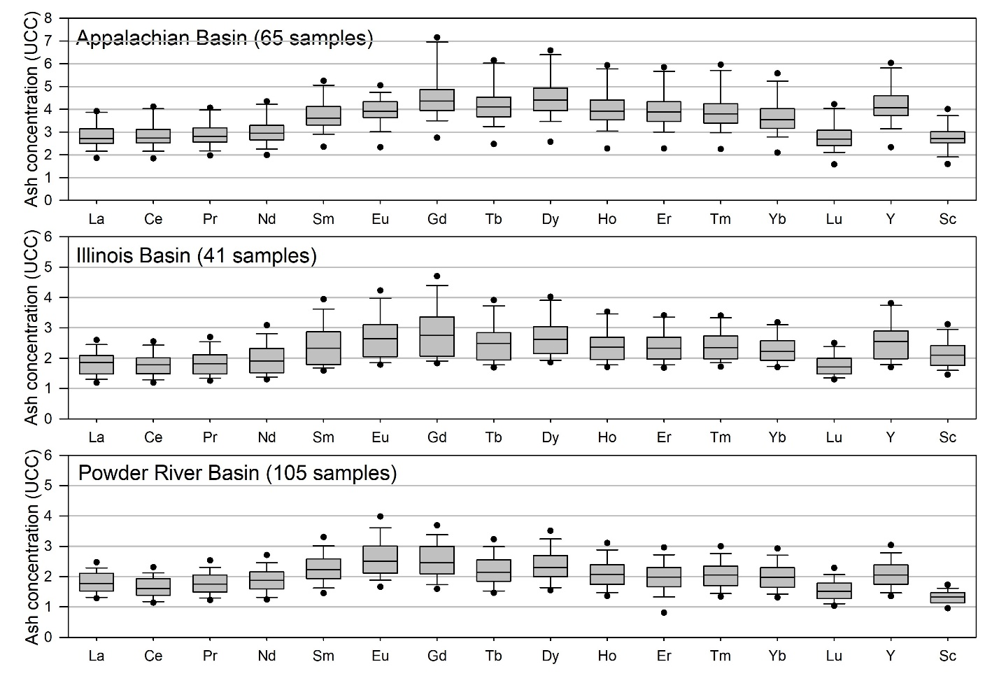 Appalachian Basin (65 samples)
Ash concentration (UCC)
8
7
6
5
4
3
2
1
0
La Ce Pr Nd Sm Eu Gd Tb Dy Ho Er Tm Yb Lu Y Sc
Illinois Basin (41 samples)
Ash concentration (UCC)
6
5
4
3
2
1
0
La Ce Pr Nd Sm Eu Gd Tb Dy Ho Er Tm Yb Lu Y Sc
Powder River Basin (105 samples)
Ash concentration (UCC)
6
5
4
3
2
1
0
La Ce Pr Nd Sm Eu Gd Tb Dy Ho Er Tm Yb Lu Y Sc